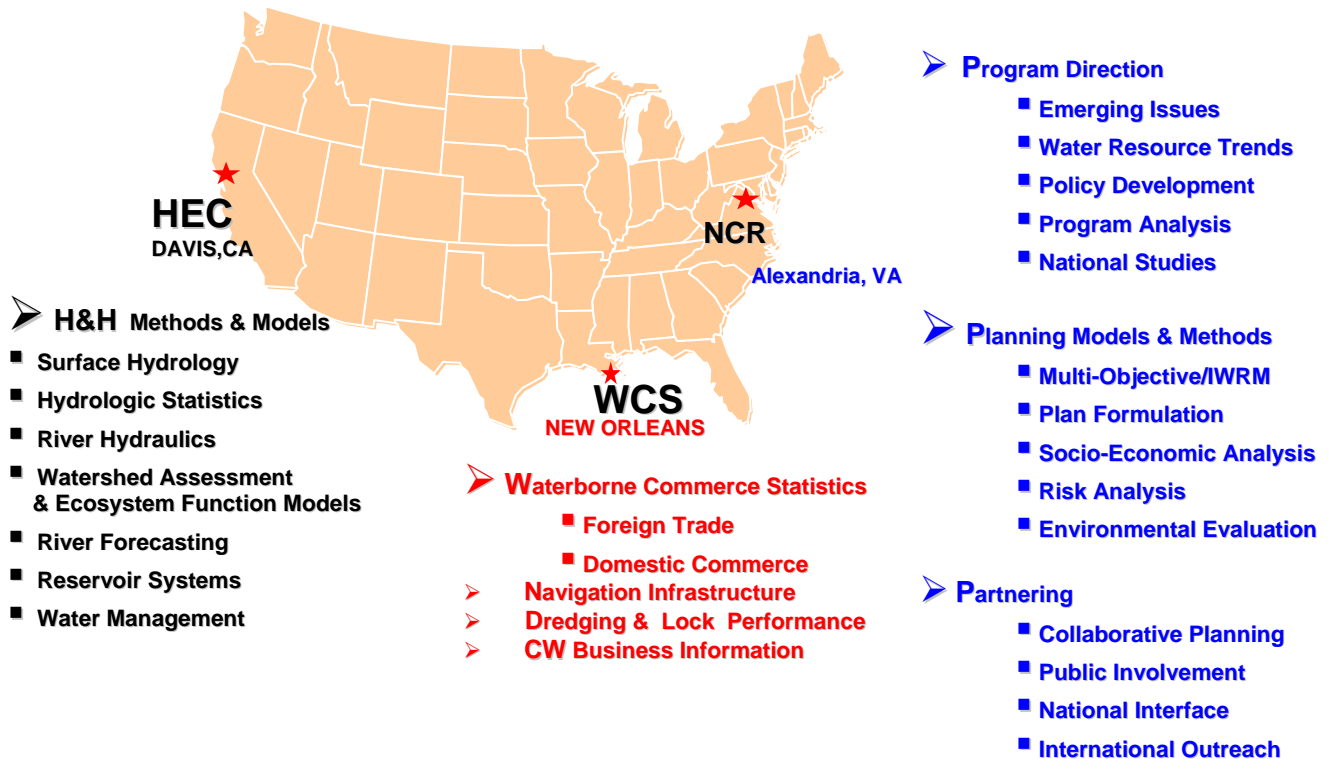 HEC
DAVIS,CA
➢ H&H Methods & Models
▪ Surface Hydrology
▪ Hydrologic Statistics
▪ River Hydraulics
▪ Watershed Assessment
& Ecosystem Function Models
▪ River Forecasting
▪ Reservoir Systems
▪ Water Management
WCS
NEW ORLEANS
➢ Waterborne Commerce Statistics
▪ Foreign Trade
▪ Domestic Commerce
➢ Navigation Infrastructure
➢ Dredging & Lock Performance
➢ CW Business Information
NCR
Alexandria, VA
➢ Program Direction
▪ Emerging Issues
▪ Water Resource Trends
▪ Policy Development
▪ Program Analysis
▪ National Studies
➢ Planning Models & Methods
▪ Multi-Objective/IWRM
▪ Plan Formulation
▪ Socio-Economic Analysis
▪ Risk Analysis
▪ Environmental Evaluation
➢ Partnering
▪ Collaborative Planning
▪ Public Involvement
▪ National Interface
▪ International Outreach